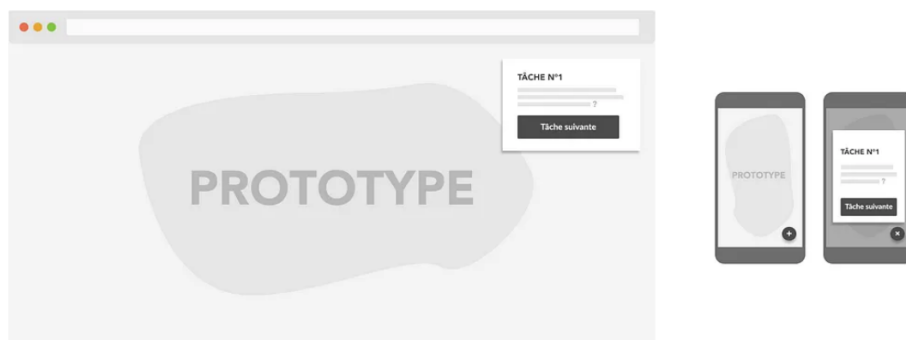 TÂCHE N°1
?
Tâche suivante
PROTOTYPE
PROTOTYPE
+
TÂCHE N°1
?
Tâche suivante
×